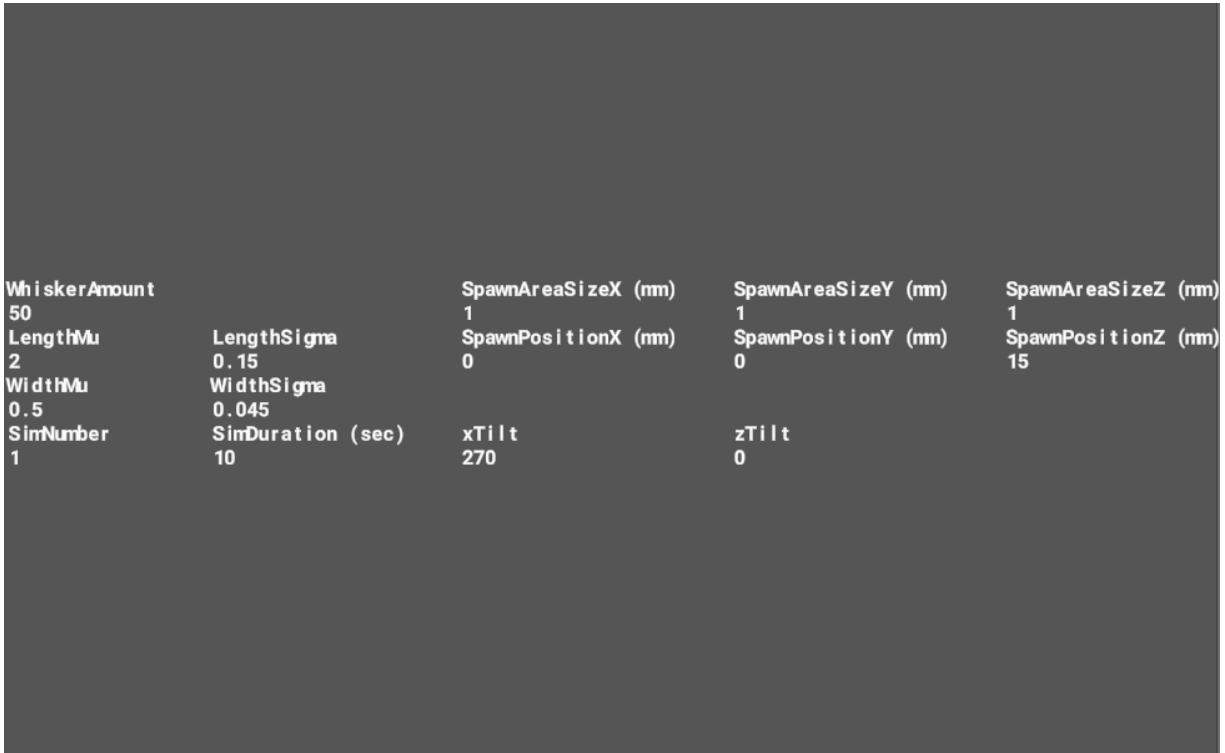 WhiskerAmount SpawnAreaSizeX (mm) SpawnAreaSizeY (mm) SpawnAreaSizeZ (mm)
50 1 1 1
LengthMu LengthSigma SpawnPositionX (mm) SpawnPositionY (mm) SpawnPositionZ (mm)
2 0.15 0 0 15
WidthMu WidthSigma
0.5 0.045
SimNumber SimDuration (sec) xTilt zTilt
1 10 270 0